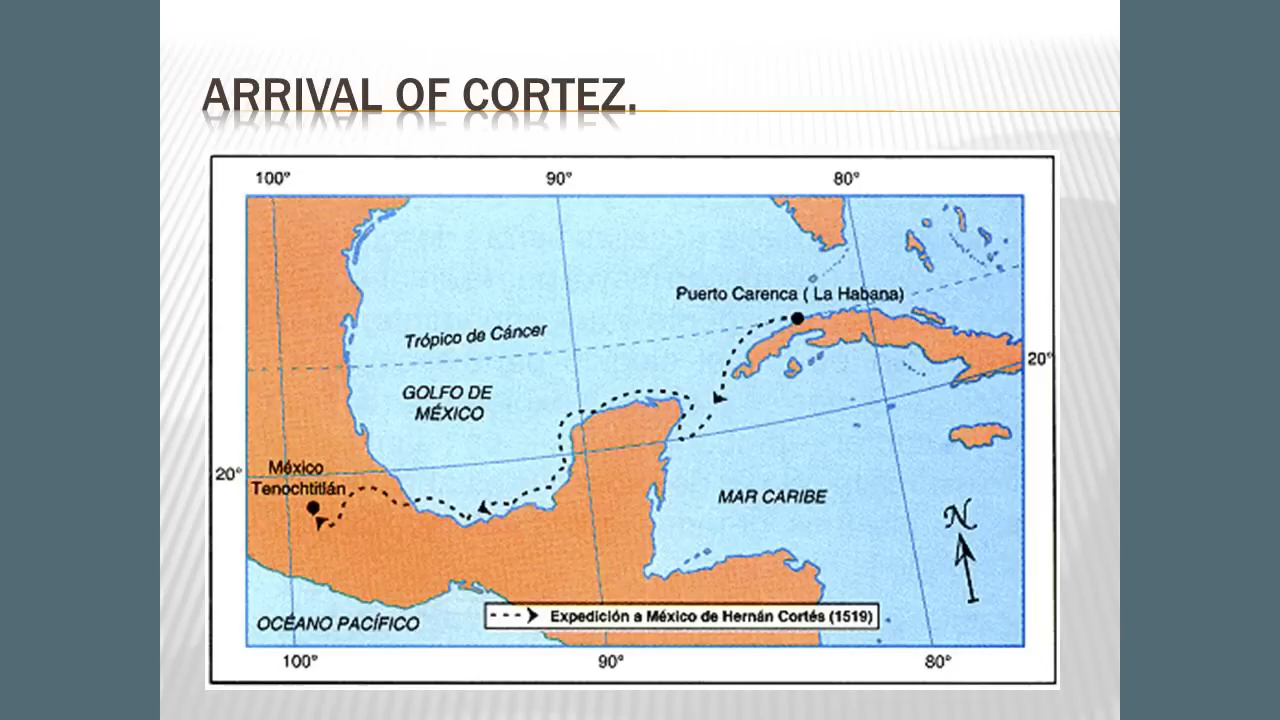 ARRIVAL OF CORTEZ.
100° 90° 80°
Puerto Carenca ( La Habana)
Trópico de Cáncer
20°
GOLFO DE
MÉXICO
20°
México
Tenochtitlán
MAR CARIBE
N
OCÉANO PACÍFICO
Expedición a México de Hernán Cortés (1519)
100° 90° 80°